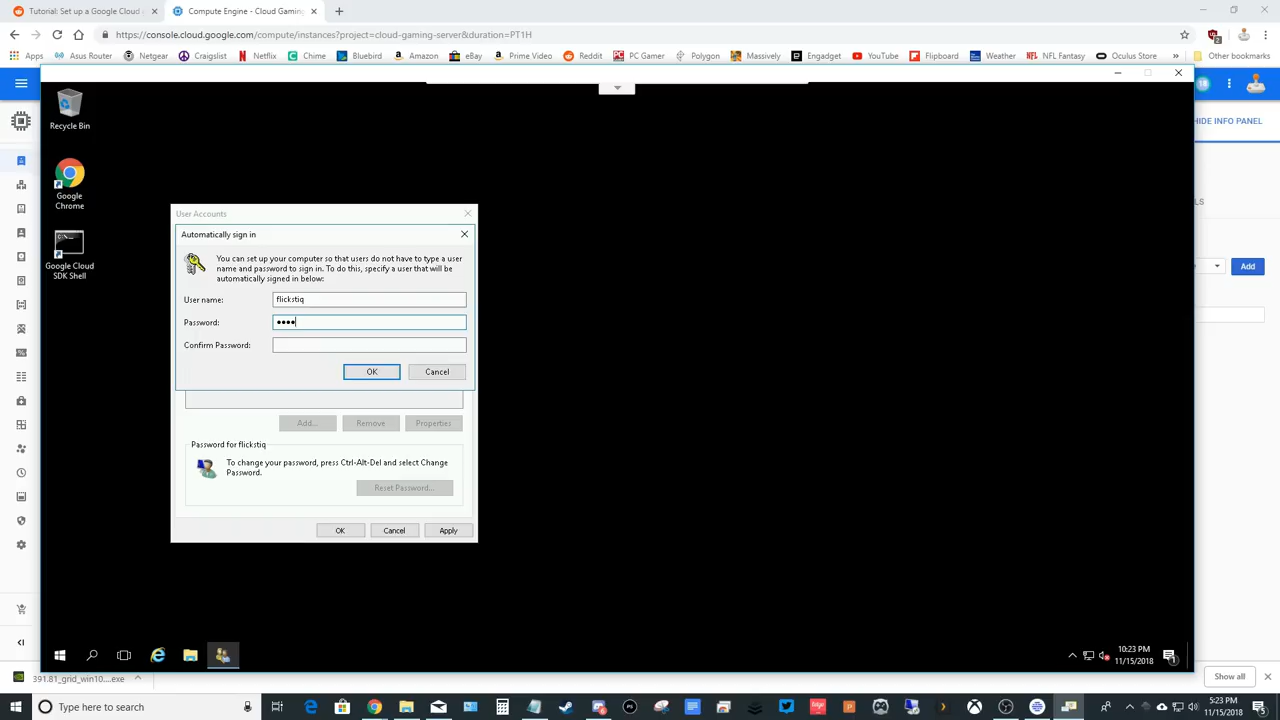 Tutorial: Set up a Google Cloud
Compute Engine - Cloud Gamin
https://console.cloud.google.com/compute/instances?project=cloud-gaming-server&duration=PT1H
Apps
Asus Router
Netgear
Craigslist
Netflix
Chime
Bluebird
Amazon
eBay
Prime Video
Reddit
PC Gamer
Polygon
Massively
Engadget
YouTube
Flipboard
Weather
NFL Fantasy
Oculus Store
Other bookmarks
HIDE INFO PANEL
Recycle Bin
Google
Chrome
Google Cloud
SDK Shell
User Accounts
Automatically sign in
You can set up your computer so that users do not have to type a user
name and password to sign in. To do this, specify a user that will be
automatically signed in below:
User name:
flickstiq
Password:
••••
Confirm Password:
OK
Cancel
Add...
Remove
Properties
Password for flickstiq
To change your password, press Ctrl-Alt-Del and select Change
Password.
Reset Password...
OK
Cancel
Apply
Add
10:23 PM
11/15/2018
391.81_grid_win10....exe
Show all
Type here to search
5:23 PM
11/15/2018